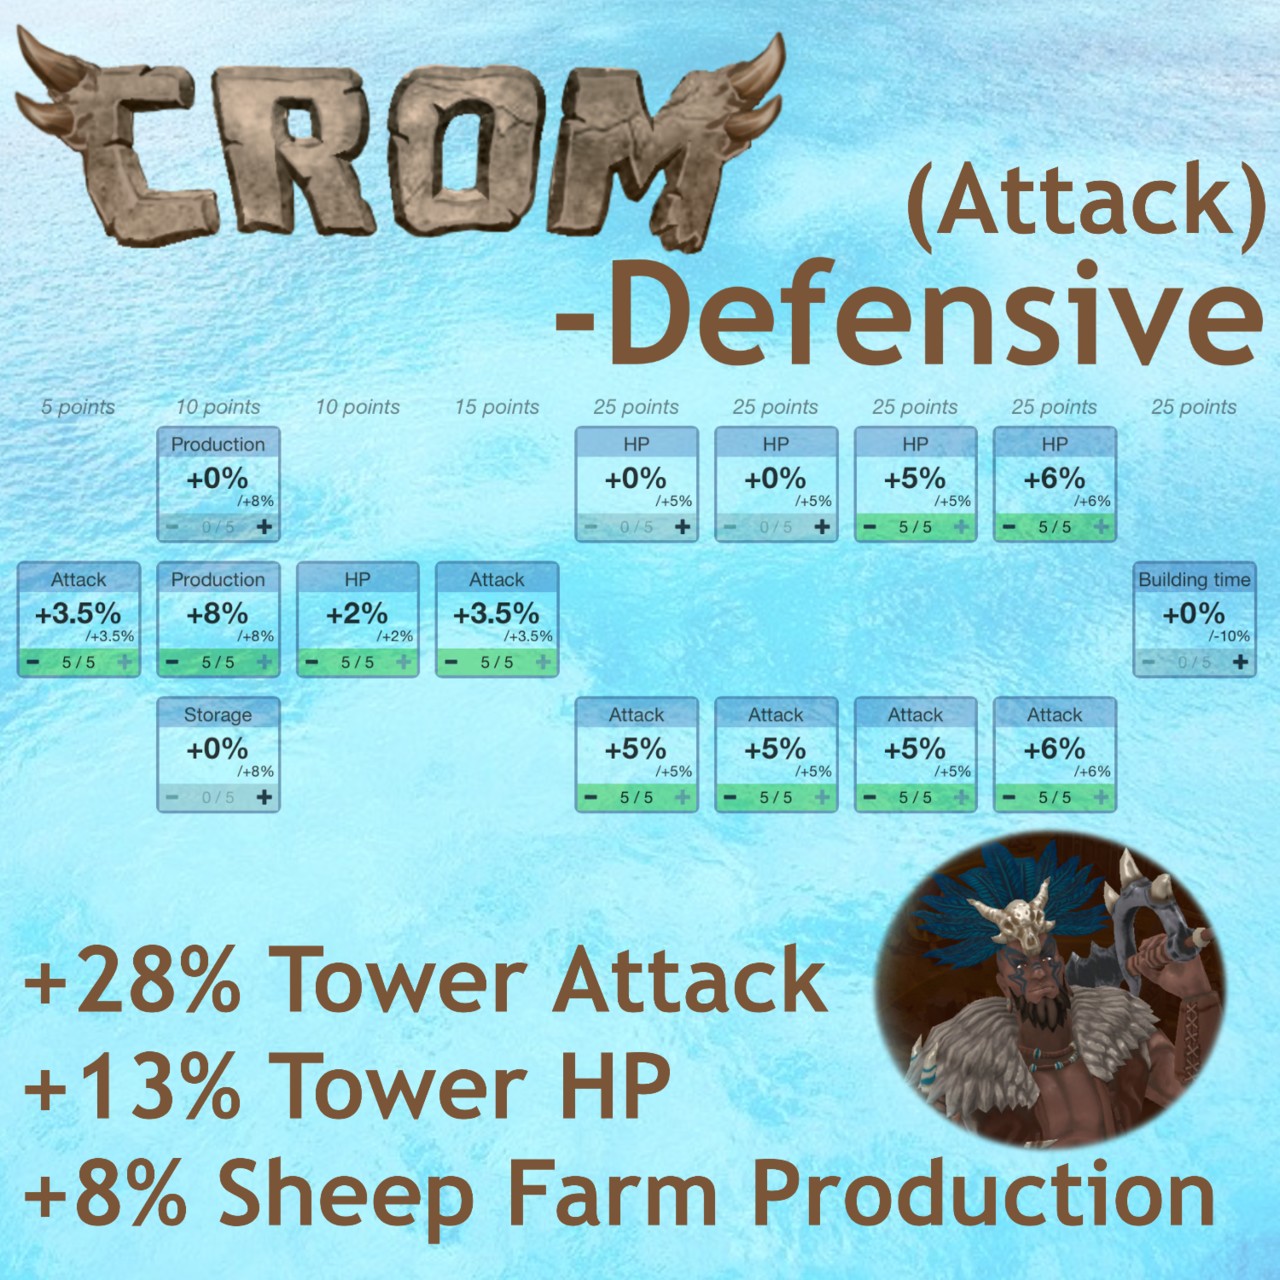 CROM
(Attack)
-Defensive
5 points 10 points 10 points 15 points 25 points 25 points 25 points 25 points 25 points
Production HP HP HP HP
+0% +0% +0% +5% +6%
/+8% /+5% /+5% /+5% /+6%
- 0 / 5 + - 0 / 5 + - 0 / 5 + - 5 / 5 + - 5 / 5 +
Attack Production HP Attack Building time
+3.5% +8% +2% +3.5% +0%
/+3.5% /+8% /+2% /+3.5% /-10%
- 5 / 5 + - 5 / 5 + - 5 / 5 + - 5 / 5 + - 0 / 5 +
Storage Attack Attack Attack Attack
+0% +5% +5% +5% +6%
/+8% /+5% /+5% /+5% /+6%
- 0 / 5 + - 5 / 5 + - 5 / 5 + - 5 / 5 + - 5 / 5 +
+28% Tower Attack
+13% Tower HP
+8% Sheep Farm Production